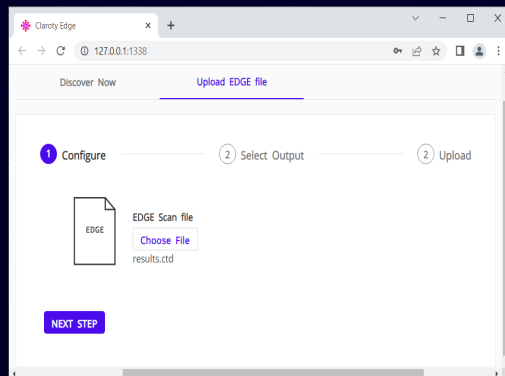 Claroty Edge
127.0.0.1:1338
Discover Now Upload EDGE file
1 Configure 2 Select Output 2 Upload
EDGE
EDGE Scan file
Choose File
results.ctd
NEXT STEP